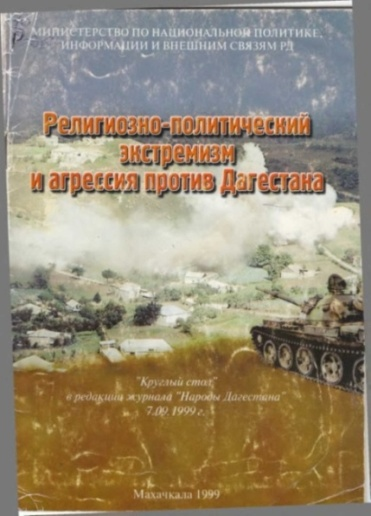 МИНИСТЕРСТВО ПО НАЦИОНАЛЬНОЙ ПОЛИТИКЕ,
ИНФОРМАЦИИ И ВНЕШНИМ СВЯЗЯМ РД
Религиозно-политический
экстремизм
и агрессия против Дагестана
"Круглый стол"
в редакции журнала "Народы Дагестана"
7.09.1999 г.
Махачкала 1999